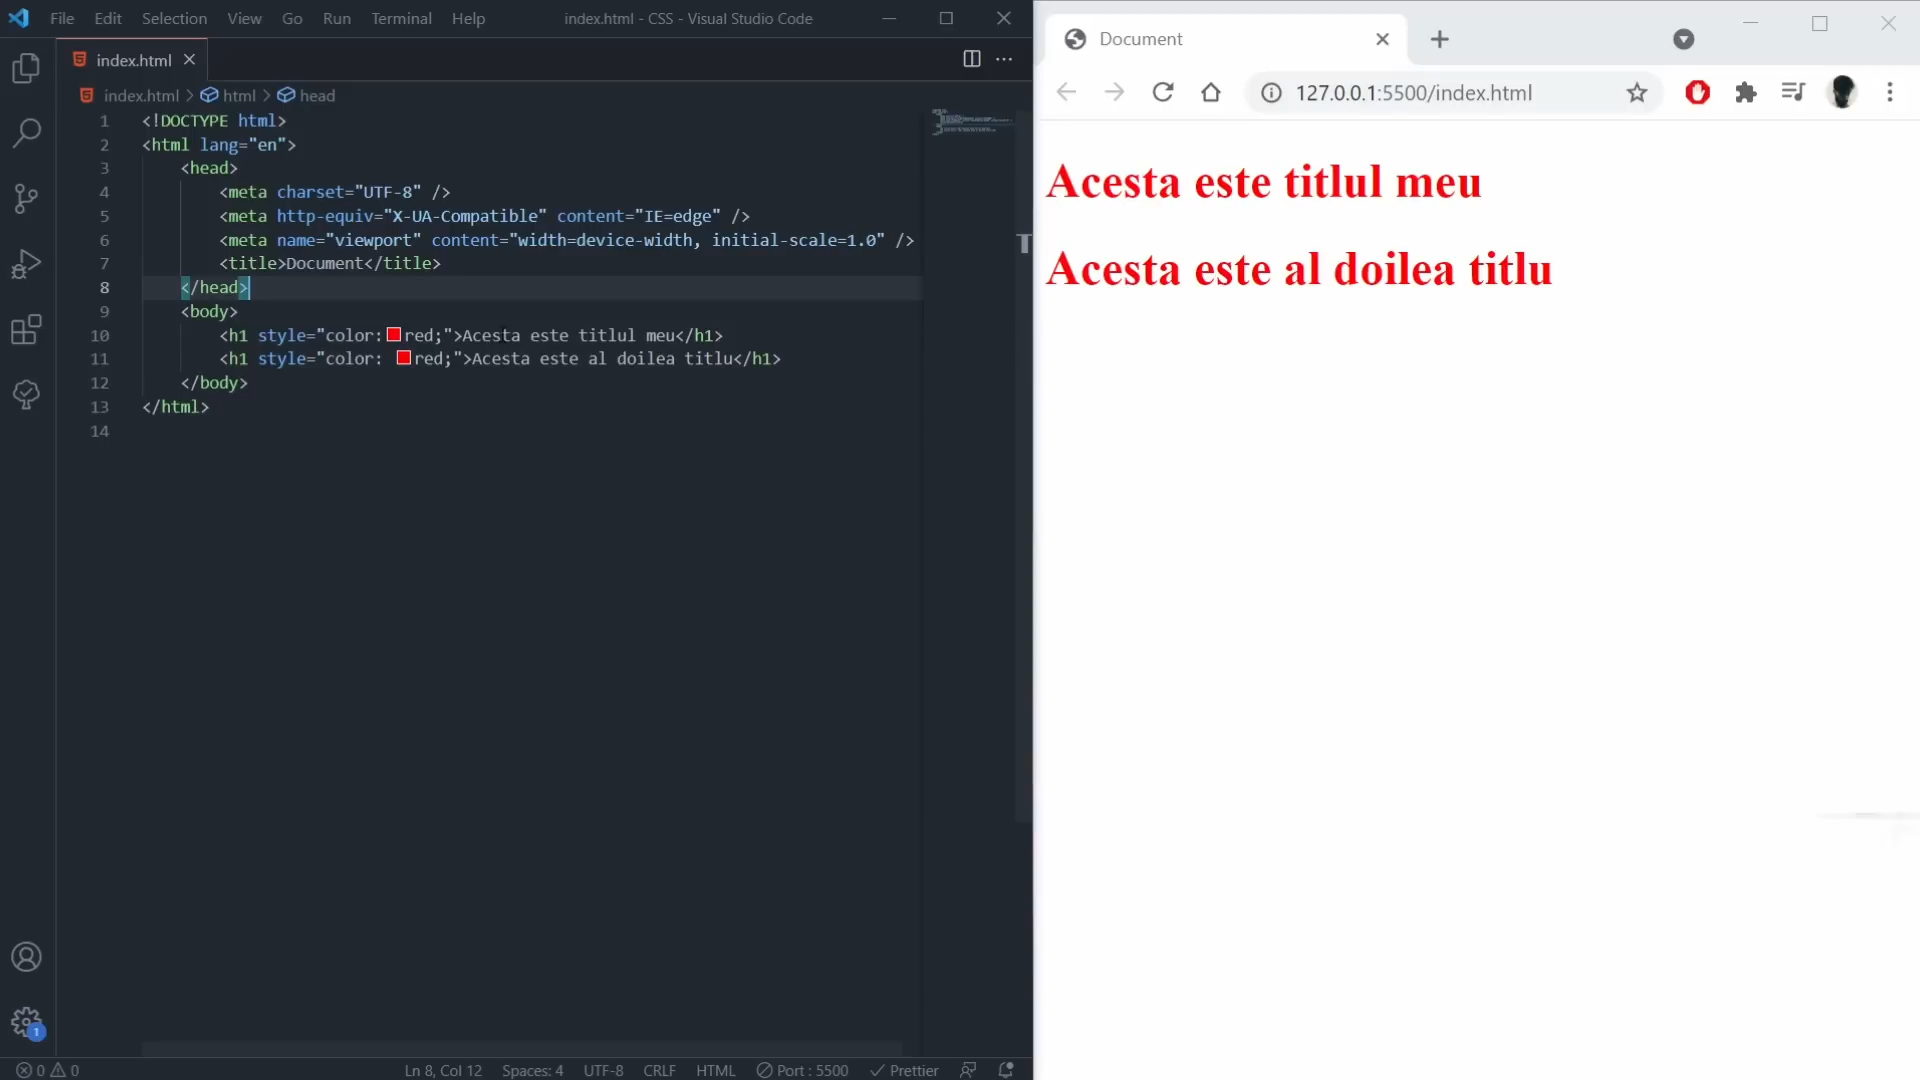 File Edit Selection View Go Run Terminal Help index.html - CSS - Visual Studio Code
index.html
index.html > html > head
1 <!DOCTYPE html>
2 <html lang="en">
3 <head>
4 <meta charset="UTF-8" />
5 <meta http-equiv="X-UA-Compatible" content="IE=edge" />
6 <meta name="viewport" content="width=device-width, initial-scale=1.0" />
7 <title>Document</title>
8 </head>
9 <body>
10 <h1 style="color:red;">Acesta este titlul meu</h1>
11 <h1 style="color: red;">Acesta este al doilea titlu</h1>
12 </body>
13 </html>
14
1
0 0 Ln 8, Col 12 Spaces: 4 UTF-8 CRLF HTML Port : 5500 Prettier
Document
127.0.0.1:5500/index.html
Acesta este titlul meu
Acesta este al doilea titlu